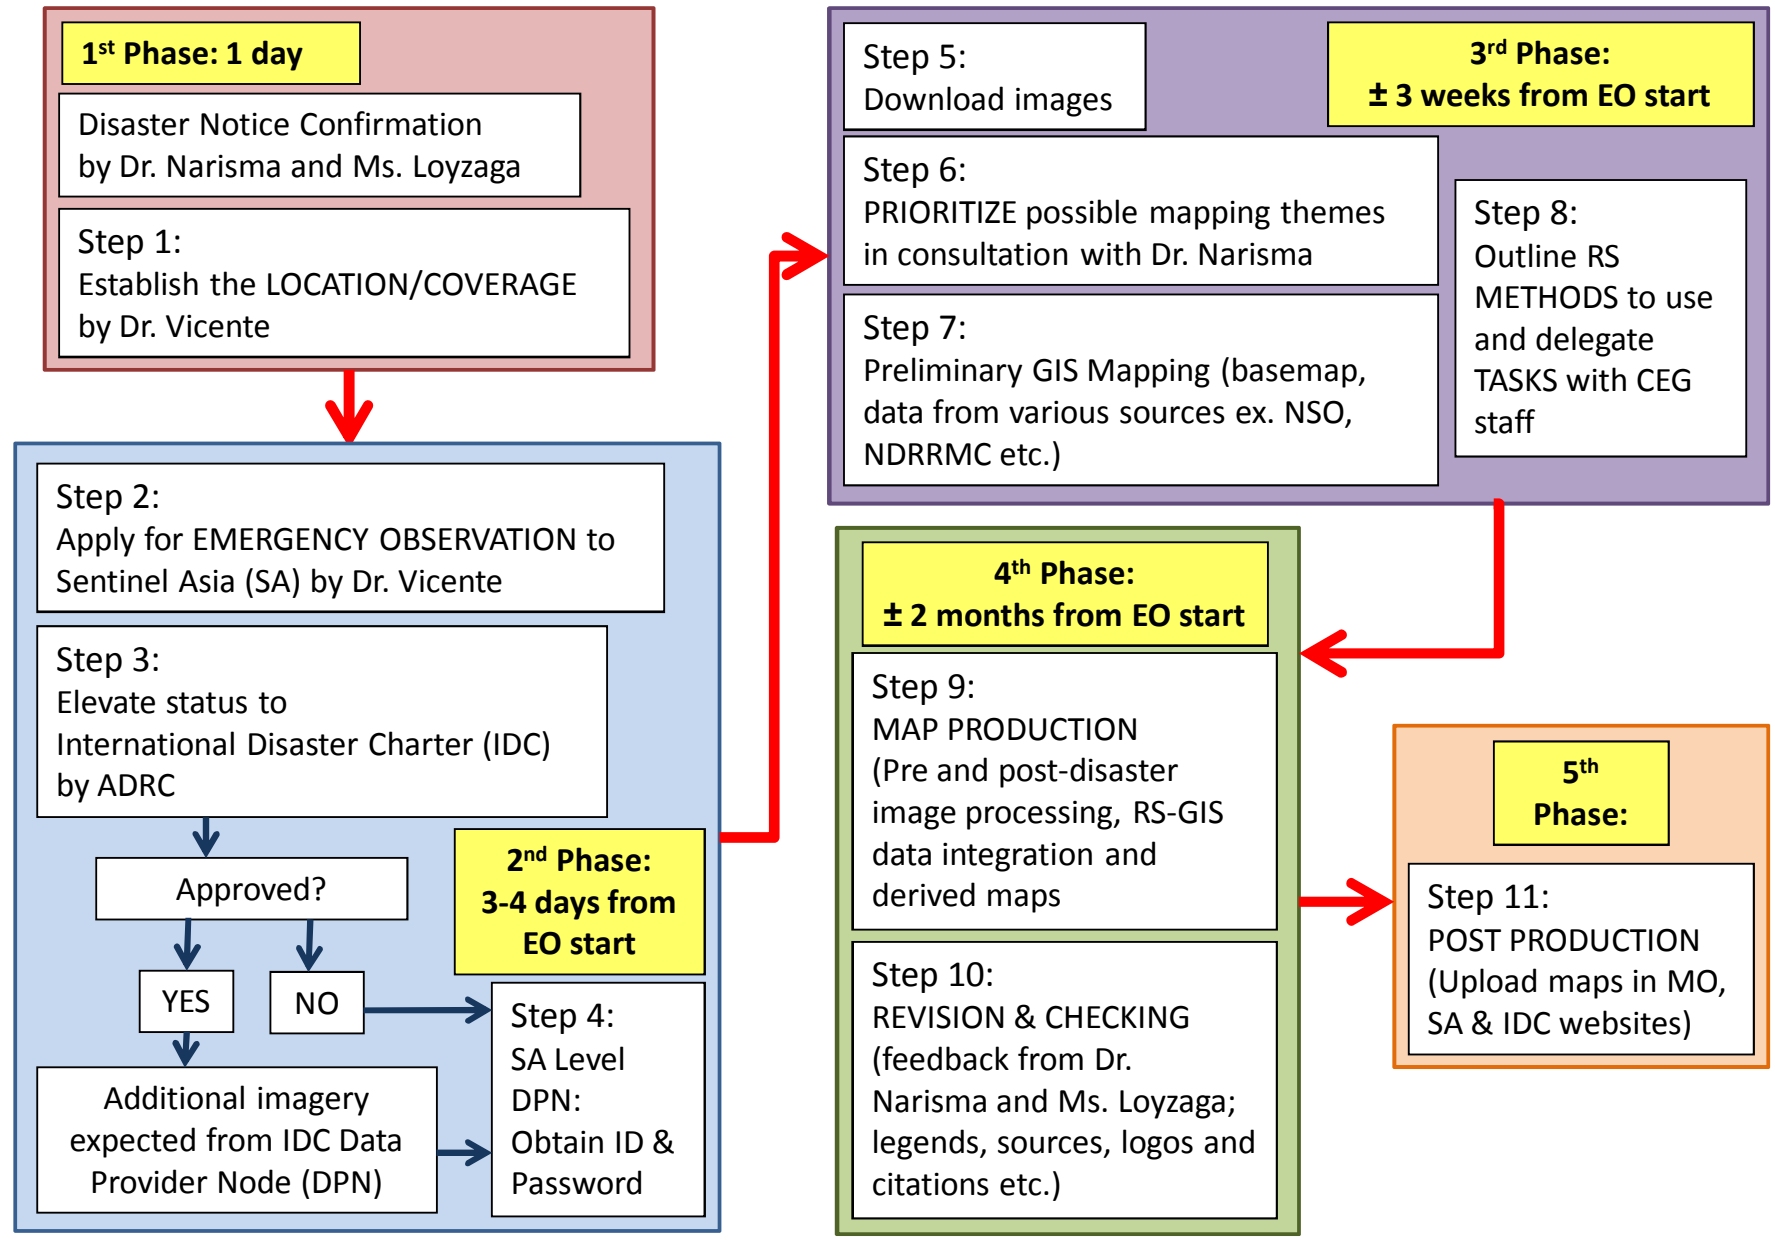 1st Phase: 1 day
Disaster Notice Confirmation
by Dr. Narisma and Ms. Loyzaga
Step 1:
Establish the LOCATION/COVERAGE
by Dr. Vicente
Step 2:
Apply for EMERGENCY OBSERVATION to
Sentinel Asia (SA) by Dr. Vicente
Step 3:
Elevate status to
International Disaster Charter (IDC)
by ADRC
Approved?
YES
NO
Additional imagery
expected from IDC Data
Provider Node (DPN)
2nd Phase:
3-4 days from
EO start
Step 4:
SA Level
DPN:
Obtain ID &
Password
3rd Phase:
± 3 weeks from EO start
Step 5:
Download images
Step 6:
PRIORITIZE possible mapping themes
in consultation with Dr. Narisma
Step 7:
Preliminary GIS Mapping (basemap,
data from various sources ex. NSO,
NDRRMC etc.)
Step 8:
Outline RS
METHODS to use
and delegate
TASKS with CEG
staff
4th Phase:
± 2 months from EO start
Step 9:
MAP PRODUCTION
(Pre and post-disaster
image processing, RS-GIS
data integration and
derived maps
Step 10:
REVISION & CHECKING
(feedback from Dr.
Narisma and Ms. Loyzaga;
legends, sources, logos and
citations etc.)
5th
Phase:
Step 11:
POST PRODUCTION
(Upload maps in MO,
SA & IDC websites)